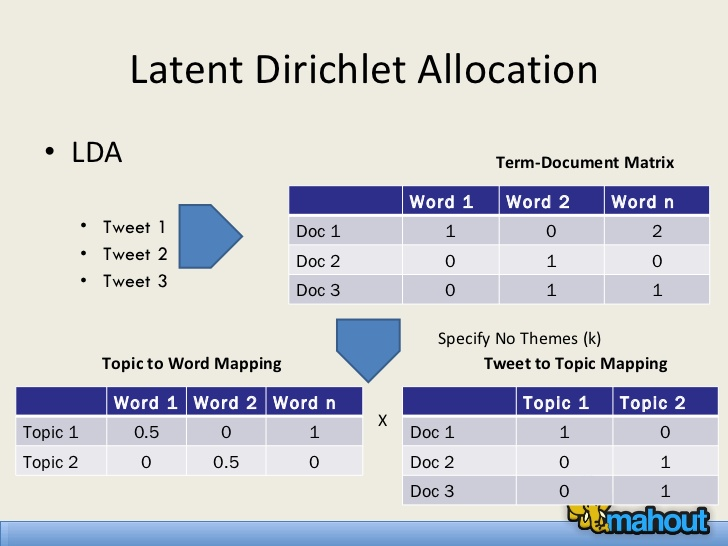 Latent Dirichlet Allocation
• LDA
• Tweet 1
• Tweet 2
• Tweet 3
Term-Document Matrix
Word 1 Word 2 Word n
Doc 1 1 0 2
Doc 2 0 1 0
Doc 3 0 1 1
Specify No Themes (k)
Topic to Word Mapping
Word 1 Word 2 Word n
Topic 1 0.5 0 1
Topic 2 0 0.5 0
X
Tweet to Topic Mapping
Topic 1 Topic 2
Doc 1 1 0
Doc 2 0 1
Doc 3 0 1
mahout